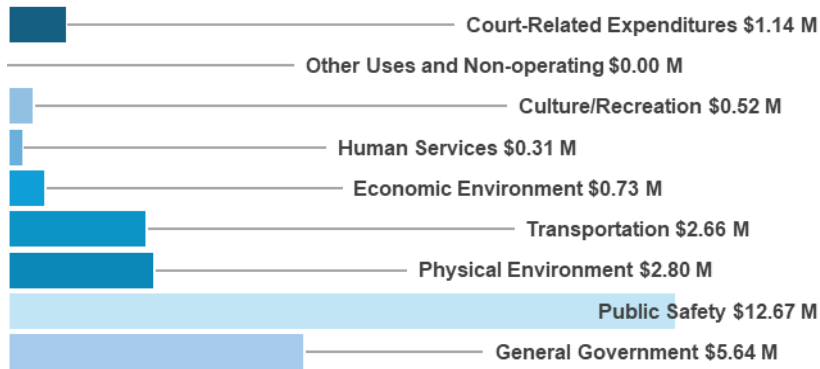 Court-Related Expenditures $1.14 M
Other Uses and Non-operating $0.00 M
Culture/Recreation $0.52 M
Human Services $0.31 M
Economic Environment $0.73 M
Transportation $2.66 M
Physical Environment $2.80 M
Public Safety $12.67 M
General Government $5.64 M